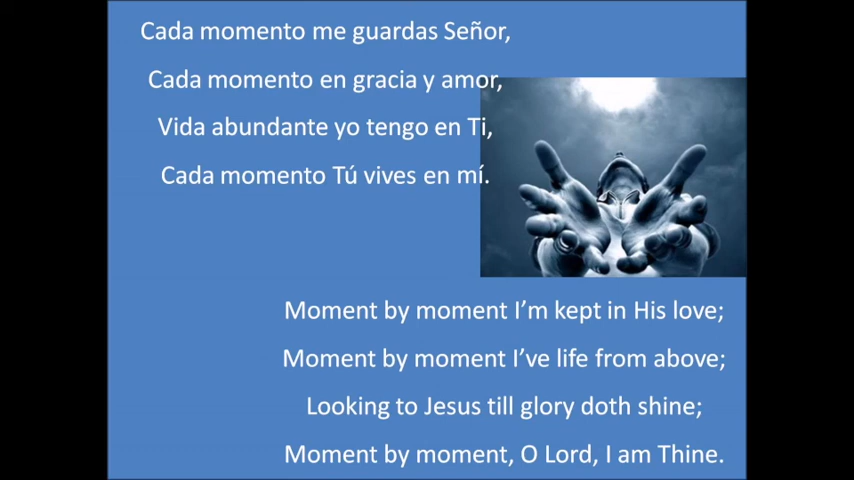 Cada momento me guardas Señor,
Cada momento en gracia y amor,
Vida abundante yo tengo en Ti,
Cada momento Tú vives en mí.
Moment by moment I’m kept in His love;
Moment by moment I’ve life from above;
Looking to Jesus till glory doth shine;
Moment by moment, O Lord, I am Thine.